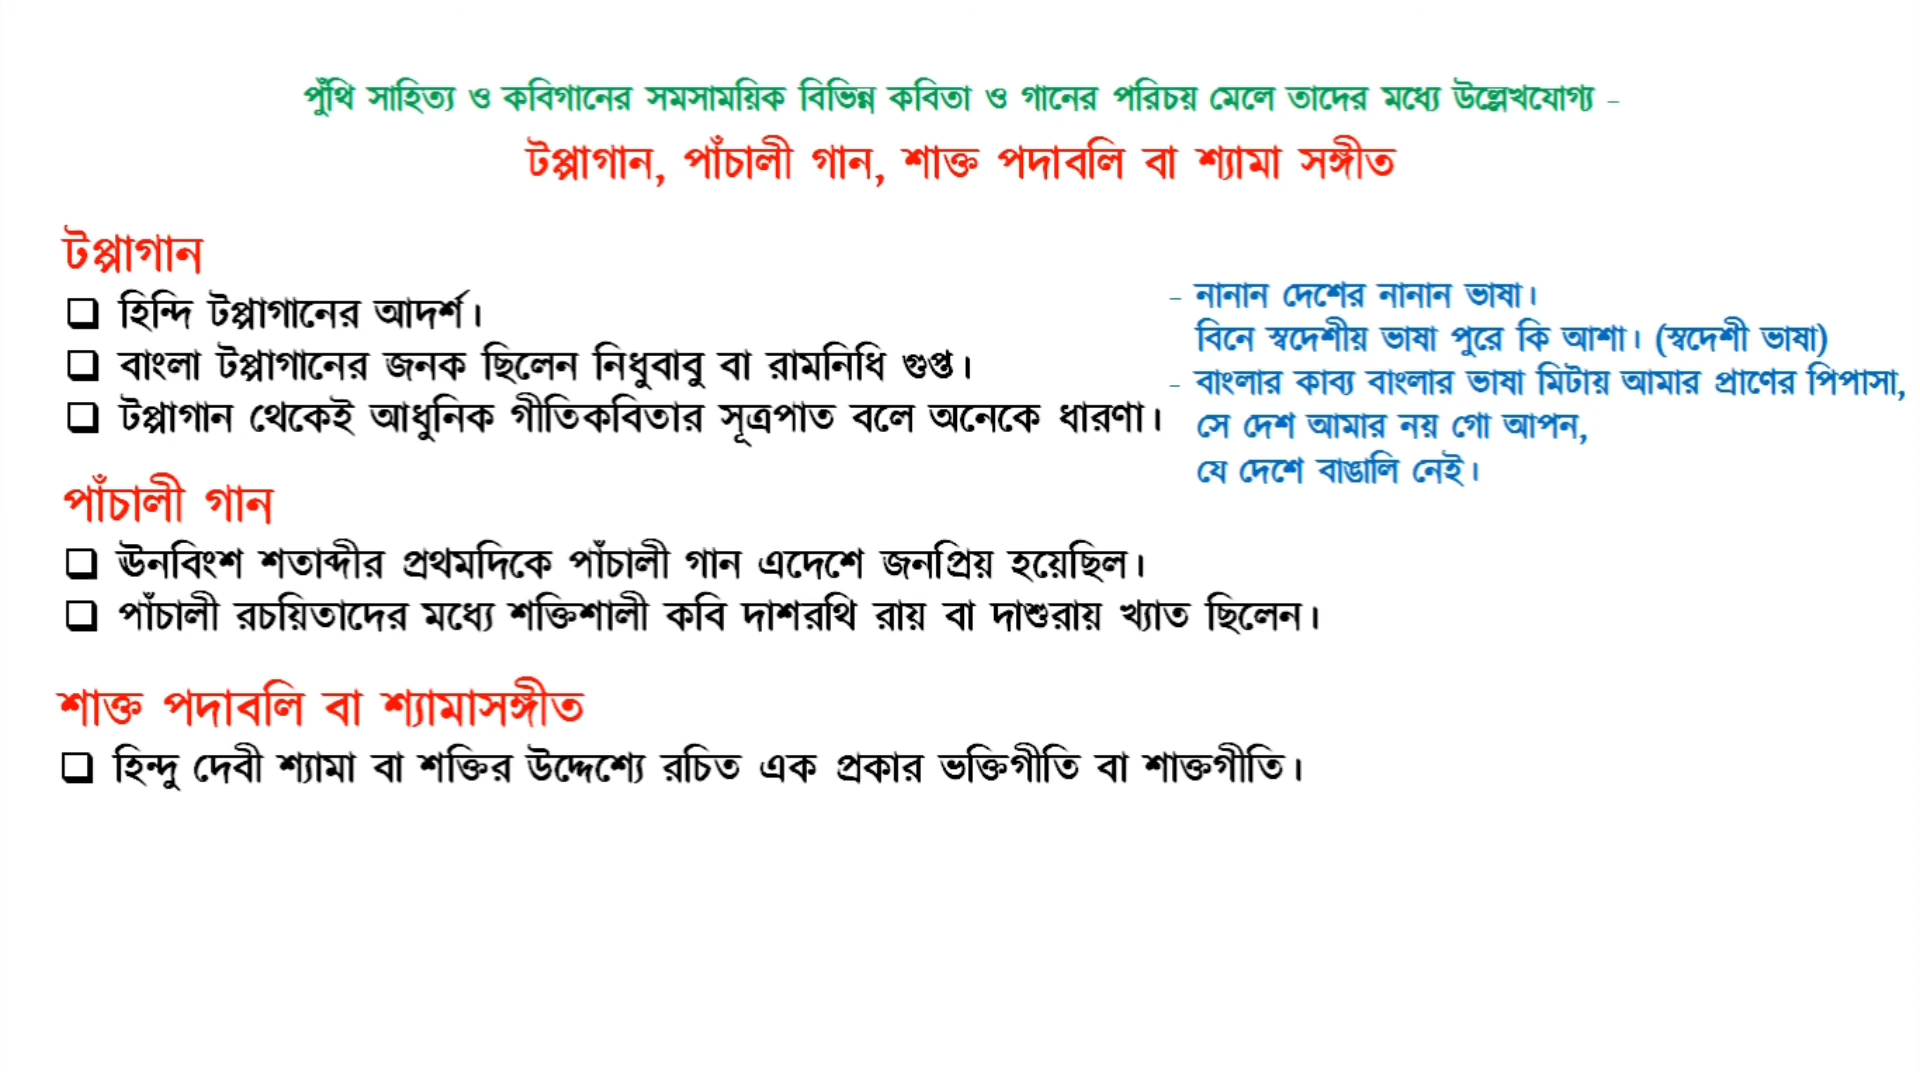 পুঁথি সাহিত্য ও কবিগানের সমসাময়িক বিভিন্ন কবিতা ও গানের পরিচয় মেলে তাদের মধ্যে উল্লেখযোগ্য -
টপ্পাগান, পাঁচালী গান, শাক্ত পদাবলি বা শ্যামা সঙ্গীত
টপ্পাগান
❑ হিন্দি টপ্পাগানের আদর্শ।
❑ বাংলা টপ্পাগানের জনক ছিলেন নিধুবাবু বা রামনিধি গুপ্ত।
❑ টপ্পাগান থেকেই আধুনিক গীতিকবিতার সূত্রপাত বলে অনেকে ধারণা।
- নানান দেশের নানান ভাষা।
বিনে স্বদেশীয় ভাষা পুরে কি আশা। (স্বদেশী ভাষা)
- বাংলার কাব্য বাংলার ভাষা মিটায় আমার প্রাণের পিপাসা,
সে দেশ আমার নয় গো আপন,
যে দেশে বাঙালি নেই।
পাঁচালী গান
❑ ঊনবিংশ শতাব্দীর প্রথমদিকে পাঁচালী গান এদেশে জনপ্রিয় হয়েছিল।
❑ পাঁচালী রচয়িতাদের মধ্যে শক্তিশালী কবি দাশরথি রায় বা দাশুরায় খ্যাত ছিলেন।
শাক্ত পদাবলি বা শ্যামাসঙ্গীত
❑ হিন্দু দেবী শ্যামা বা শক্তির উদ্দেশ্যে রচিত এক প্রকার ভক্তিগীতি বা শাক্তগীতি।